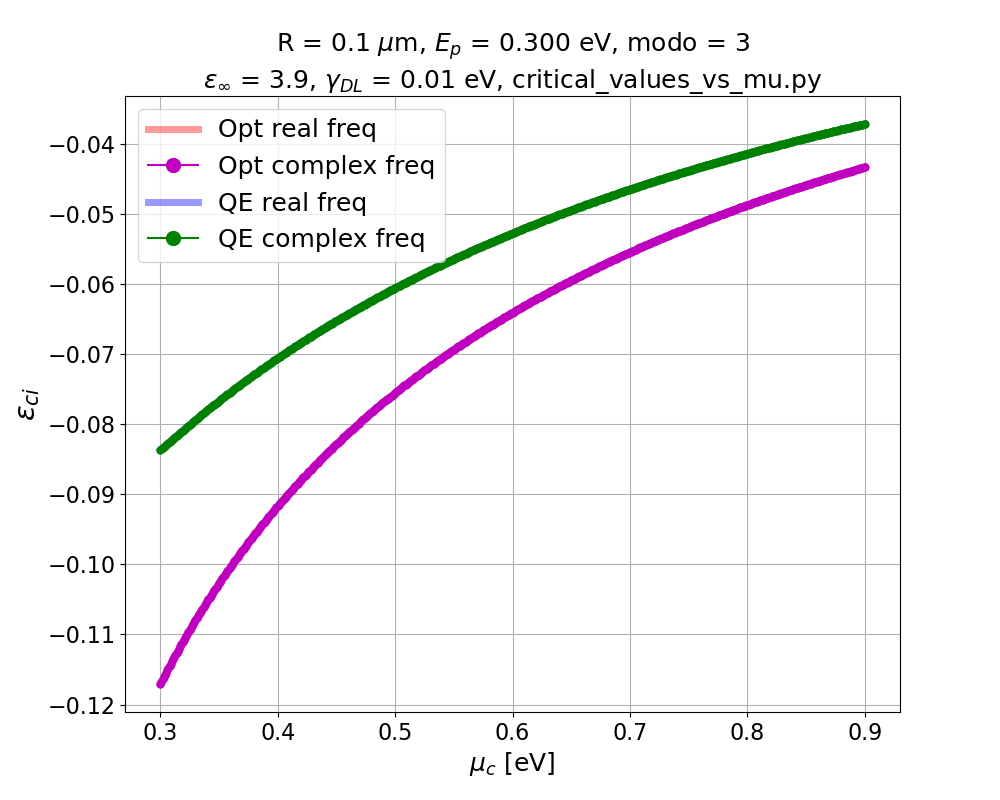 R = 0.1 μm, E_p = 0.300 eV, modo = 3
ε_∞ = 3.9, γ_DL = 0.01 eV, critical_values_vs_mu.py
Opt real freq
Opt complex freq
QE real freq
QE complex freq
−0.04
−0.05
−0.06
−0.07
−0.08
−0.09
−0.10
−0.11
−0.12
ε_ci
0.3 0.4 0.5 0.6 0.7 0.8 0.9
μ_c [eV]